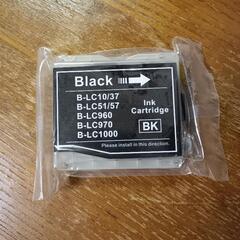 Black
B-LC10/37
B-LC51/57
B-LC960
B-LC970
B-LC1000
Ink
Cartridge
BK
Please install in this direction.